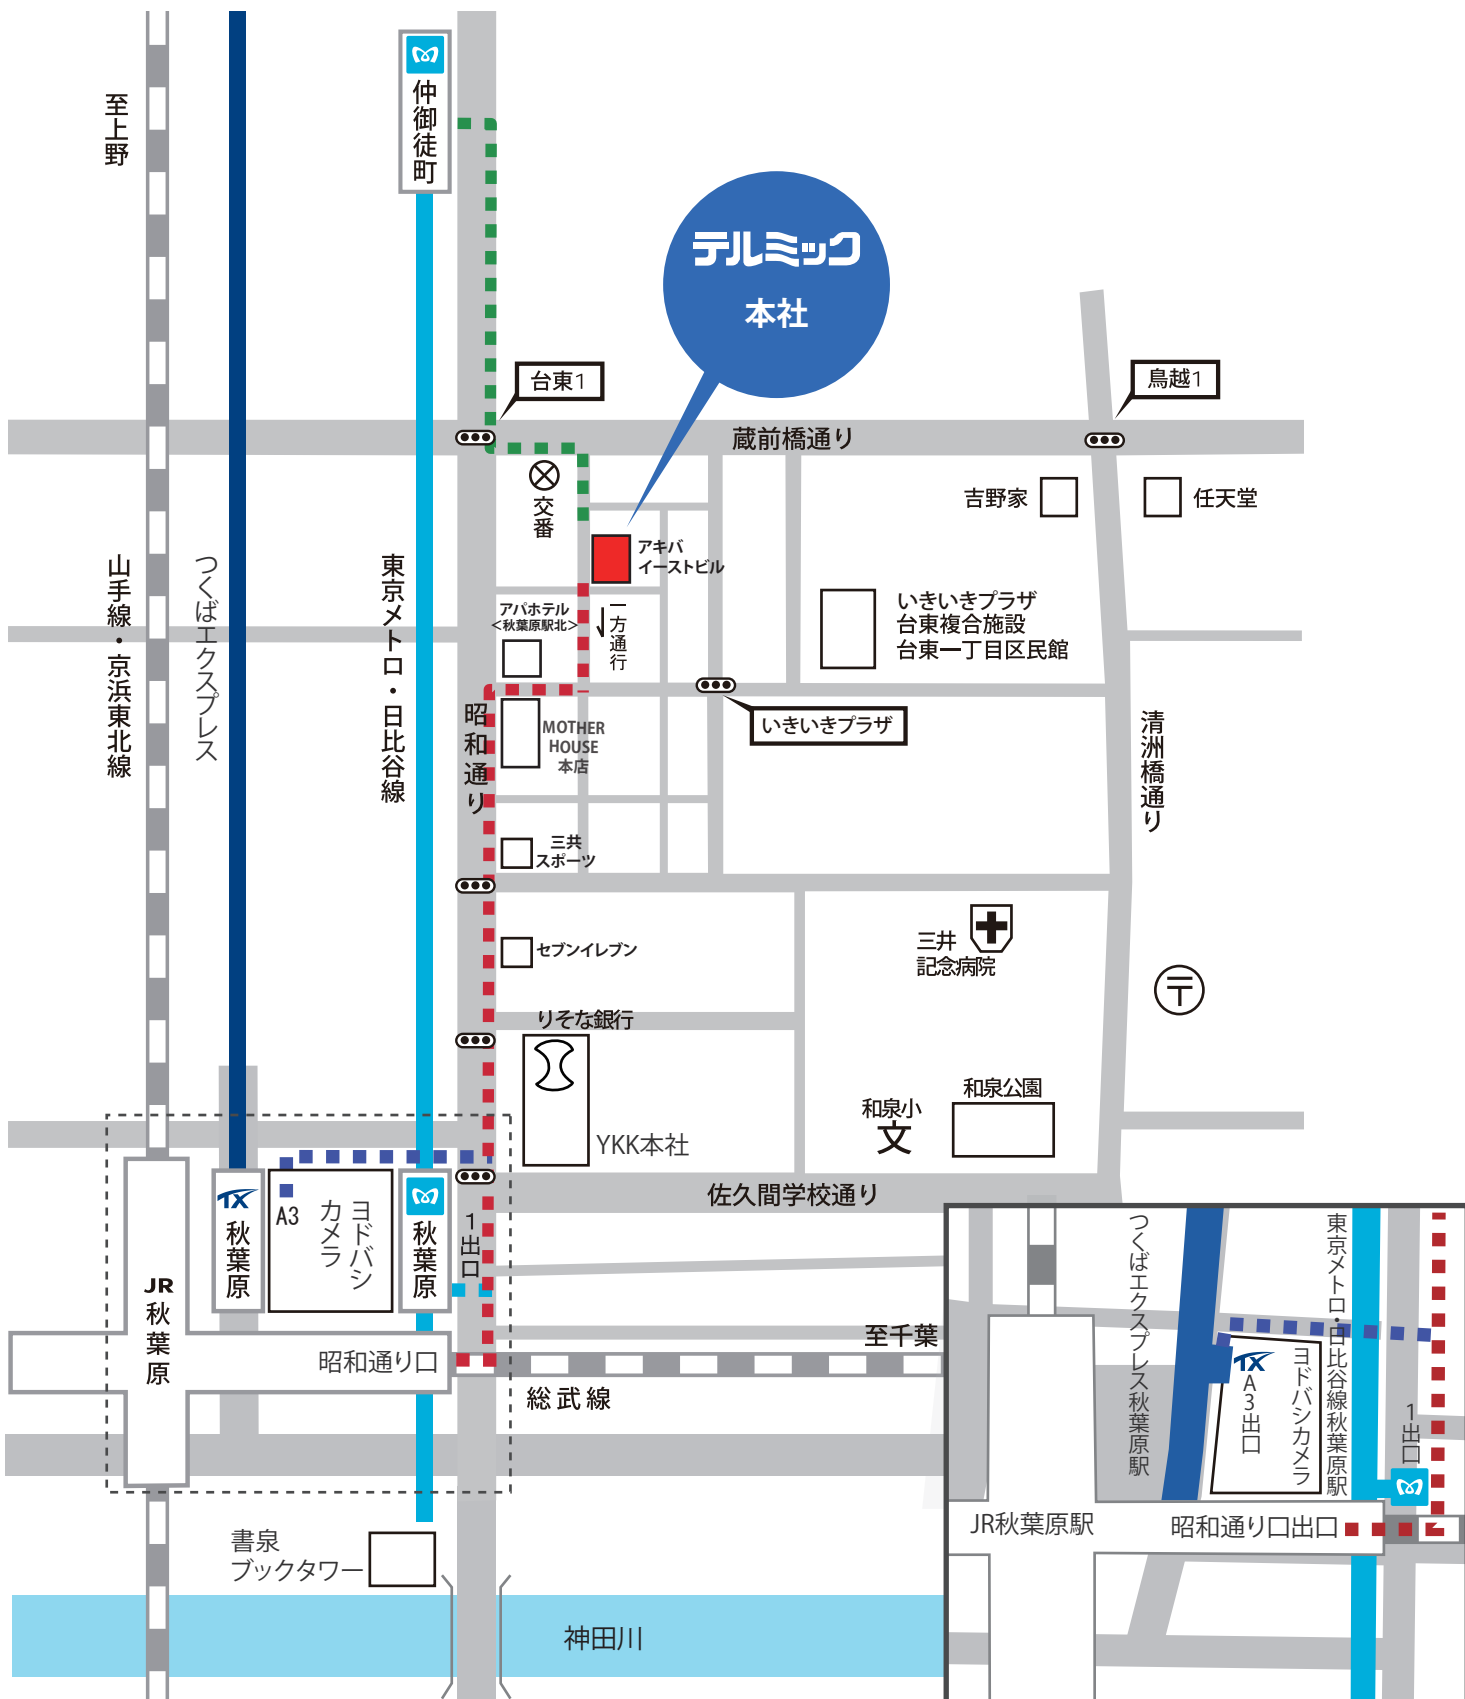 仲御徒町
至上野
テルミック
本社
台東1
鳥越1
蔵前橋通り
交番
吉野家
任天堂
アキバ
イーストビル
山手線・京浜東北線
つくばエクスプレス
東京メトロ・日比谷線
アパホテル
<秋葉原駅北>
一方通行
いきいきプラザ
台東複合施設
台東一丁目区民館
昭和通り
MOTHER
HOUSE
本店
いきいきプラザ
清洲橋通り
三共
スポーツ
セブンイレブン
三井
記念病院
りそな銀行
YKK本社
和泉小
文
和泉公園
佐久間学校通り
TX
秋葉原
A3
ヨドバシ
カメラ
秋葉原
1出口
JR
秋葉原
昭和通り口
至千葉
総武線
書泉
ブックタワー
神田川
つくばエクスプレス秋葉原駅
東京メトロ・日比谷線秋葉原駅
TX
A3出口
ヨドバシカメラ
1出口
JR秋葉原駅
昭和通り口出口